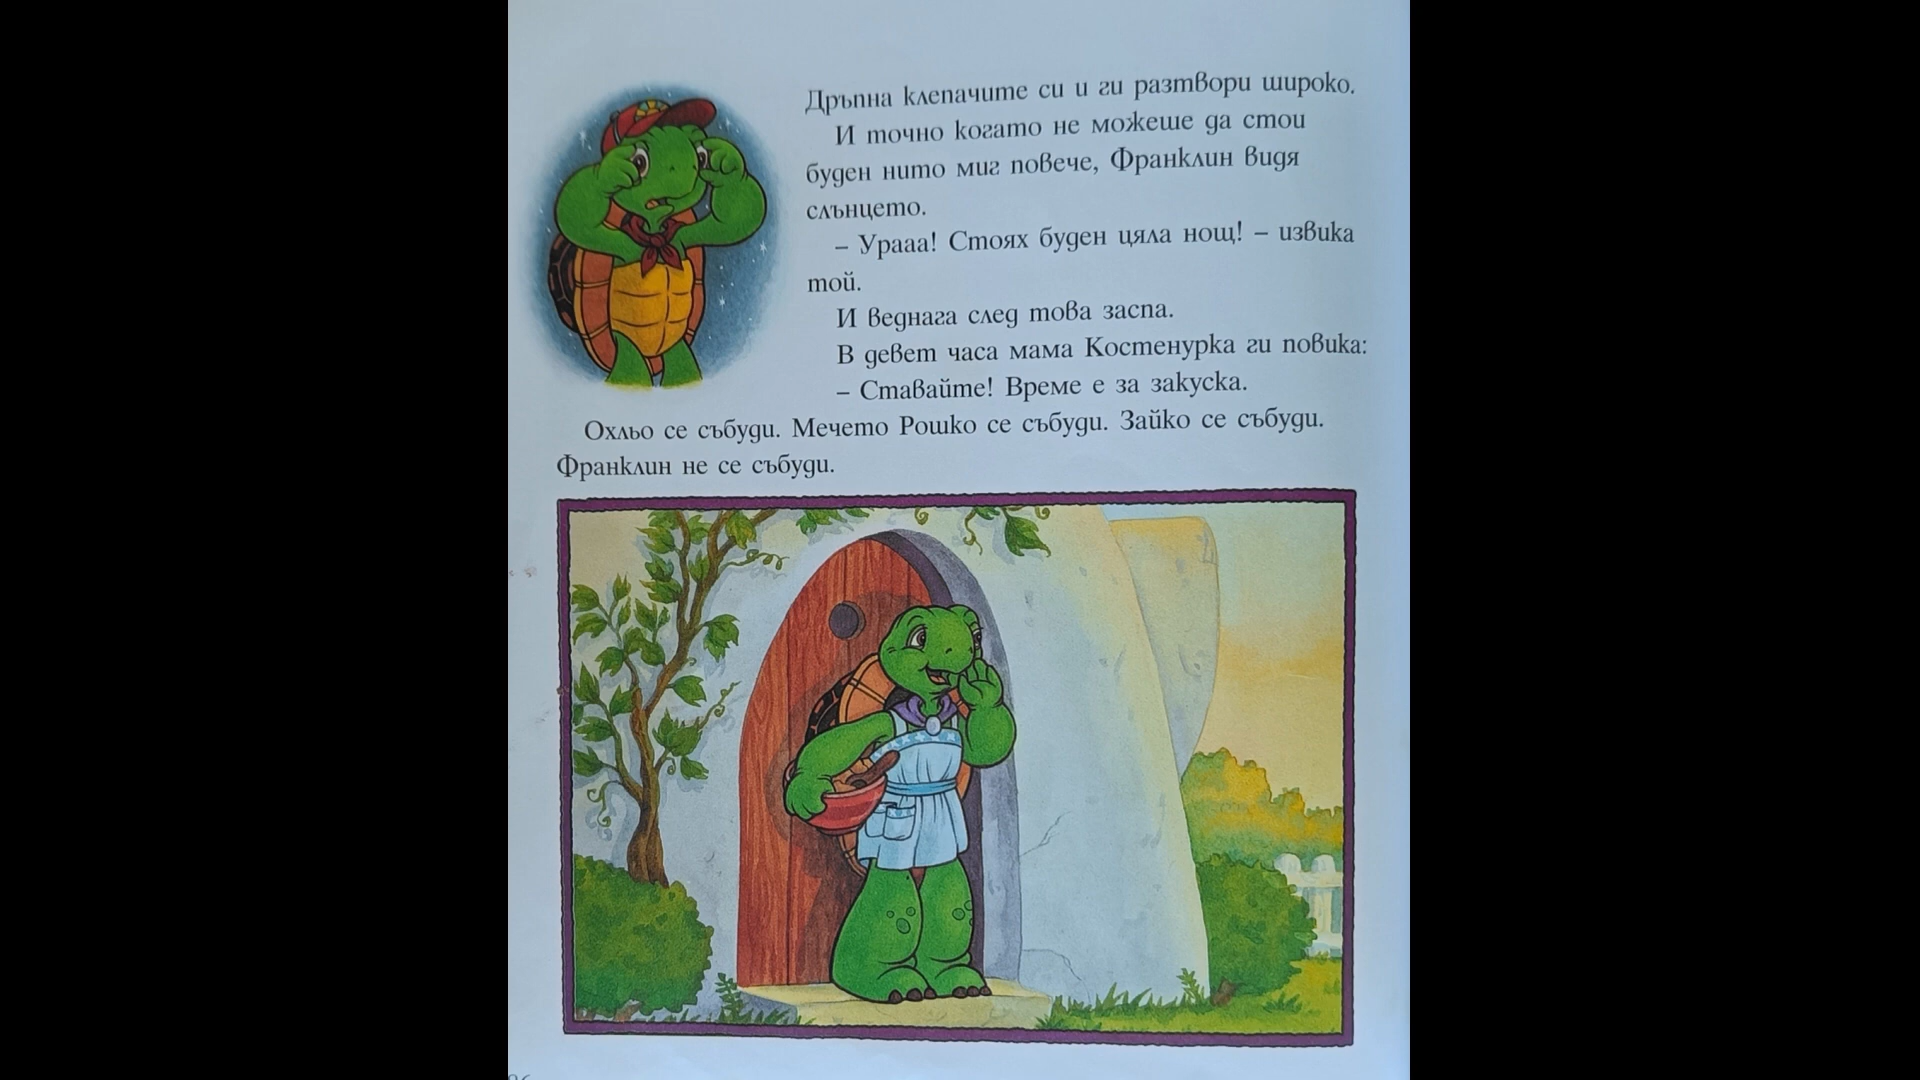 Дръпна клепачите си и ги разтвори широко.
И точно когато не можеше да стои
буден нито миг повече, Франклин видя
слънцето.
– Урааа! Стоях буден цяла нощ! – извика
той.
И веднага след това заспа.
В девет часа мама Костенурка ги повика:
– Ставайте! Време е за закуска.
Охльо се събуди. Мечето Рошко се събуди. Зайко се събуди.
Франклин не се събуди.